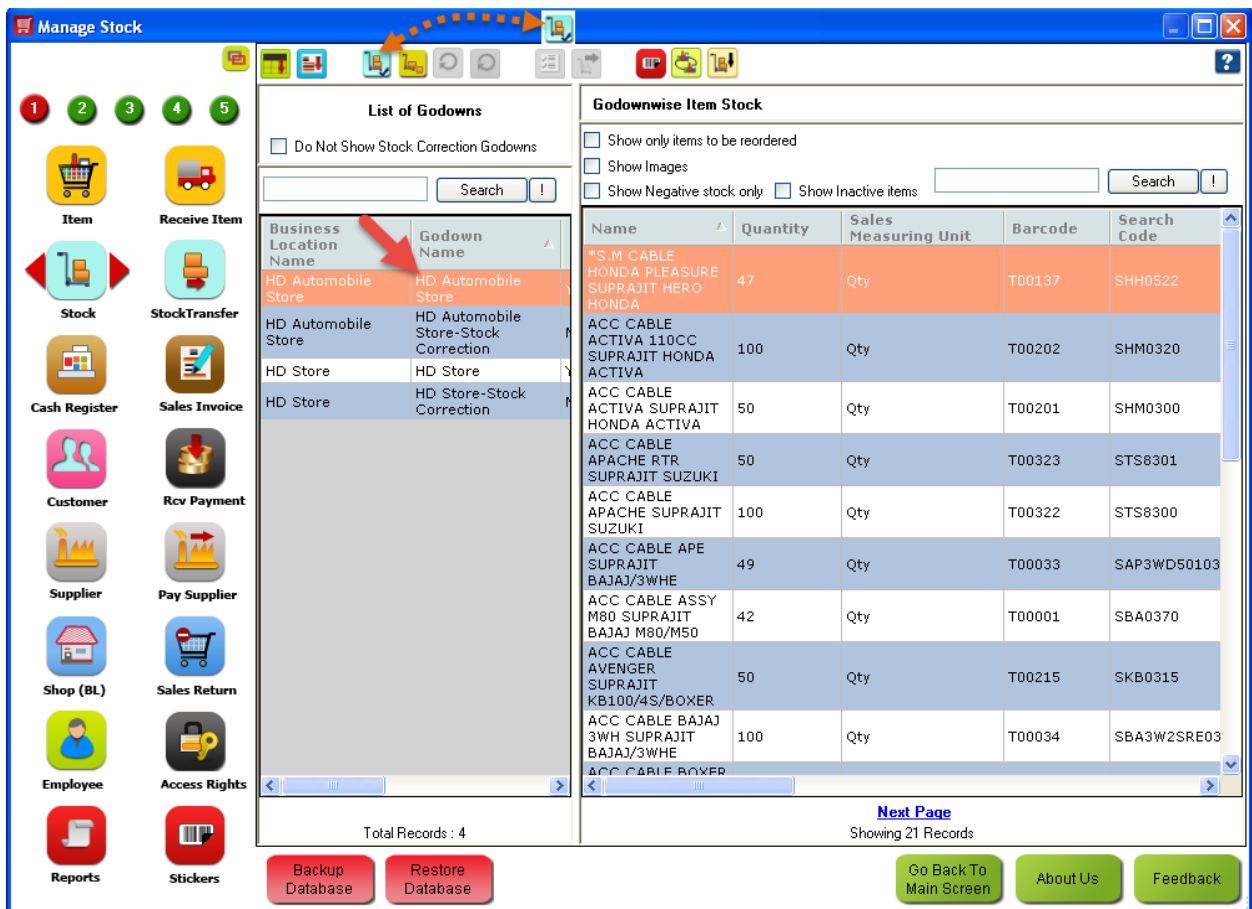 Manage Stock
?
1 2 3 4 5
Item
Receive Item
Stock
StockTransfer
Cash Register
Sales Invoice
Customer
Rcv Payment
Supplier
Pay Supplier
Shop (BL)
Sales Return
Employee
Access Rights
Reports
Stickers
List of Godowns
Do Not Show Stock Correction Godowns
Search !
Business
Location
Name
Godown
Name
HD Automobile
Store
HD Automobile
Store
HD Automobile
Store
HD Automobile
Store-Stock
Correction
HD Store
HD Store
HD Store
HD Store-Stock
Correction
Total Records : 4
Godownwise Item Stock
Show only items to be reordered
Show Images
Show Negative stock only Show Inactive items
Search !
Name
Quantity
Sales
Measuring Unit
Barcode
Search
Code
*S.M CABLE
HONDA PLEASURE
SUPRAJIT HERO
HONDA
47 Qty T00137 SHH0522
ACC CABLE
ACTIVA 110CC
SUPRAJIT HONDA
ACTIVA
100 Qty T00202 SHM0320
ACC CABLE
ACTIVA SUPRAJIT
HONDA ACTIVA
50 Qty T00201 SHM0300
ACC CABLE
APACHE RTR
SUPRAJIT SUZUKI
50 Qty T00323 STS8301
ACC CABLE
APACHE SUPRAJIT
SUZUKI
100 Qty T00322 STS8300
ACC CABLE APE
SUPRAJIT
BAJAJ/3WHE
49 Qty T00033 SAP3WD50103
ACC CABLE ASSY
M80 SUPRAJIT
BAJAJ M80/M50
42 Qty T00001 SBA0370
ACC CABLE
AVENGER
SUPRAJIT
KB100/4S/BOXER
50 Qty T00215 SKB0315
ACC CABLE BAJAJ
3WH SUPRAJIT
BAJAJ/3WHE
100 Qty T00034 SBA3W2SRE03
ACC CABLE BOXER
Next Page
Showing 21 Records
Backup
Database
Restore
Database
Go Back To
Main Screen
About Us
Feedback